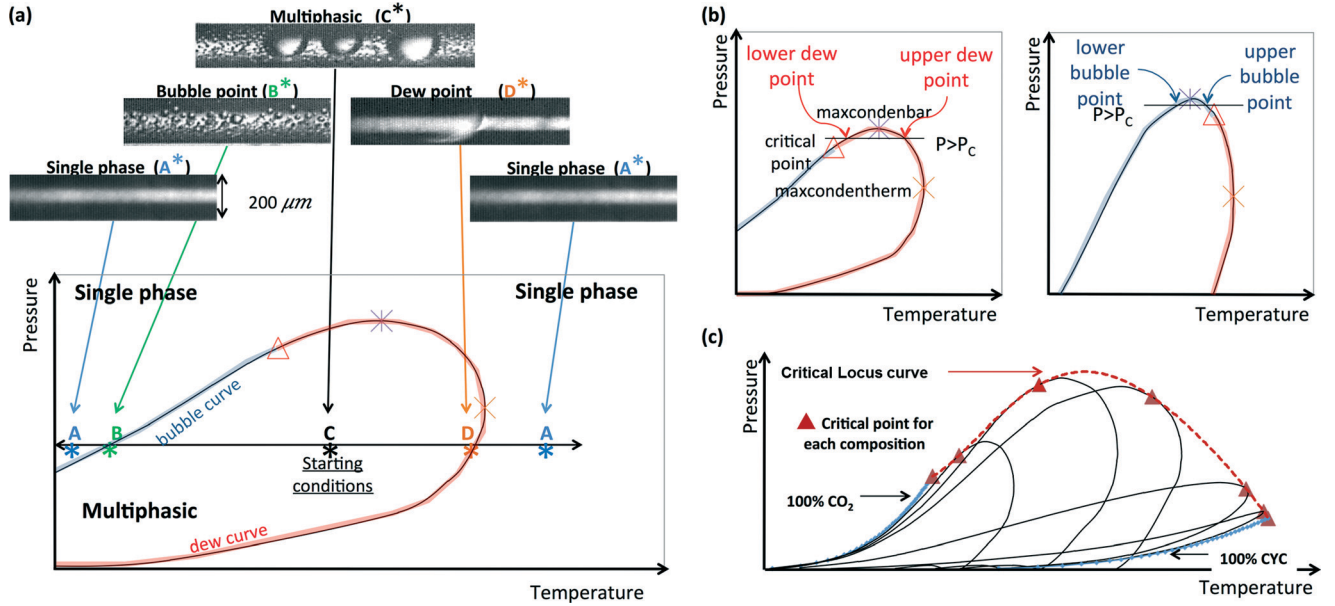 (a)
Multiphasic (C*)
Bubble point (B*)
Dew point (D*)
Single phase (A*)
Single phase (A*)
200 μm
Pressure
Single phase
Single phase
bubble curve
A
B
C
D
A
Starting
conditions
Multiphasic
dew curve
Temperature
(b)
Pressure
lower dew
point
upper dew
point
maxcondenbar
critical
point
P>PC
maxcondentherm
Temperature
Pressure
lower
bubble
point
upper
bubble
point
P>PC
Temperature
(c)
Pressure
Critical Locus curve
Critical point for
each composition
100% CO2
100% CYC
Temperature